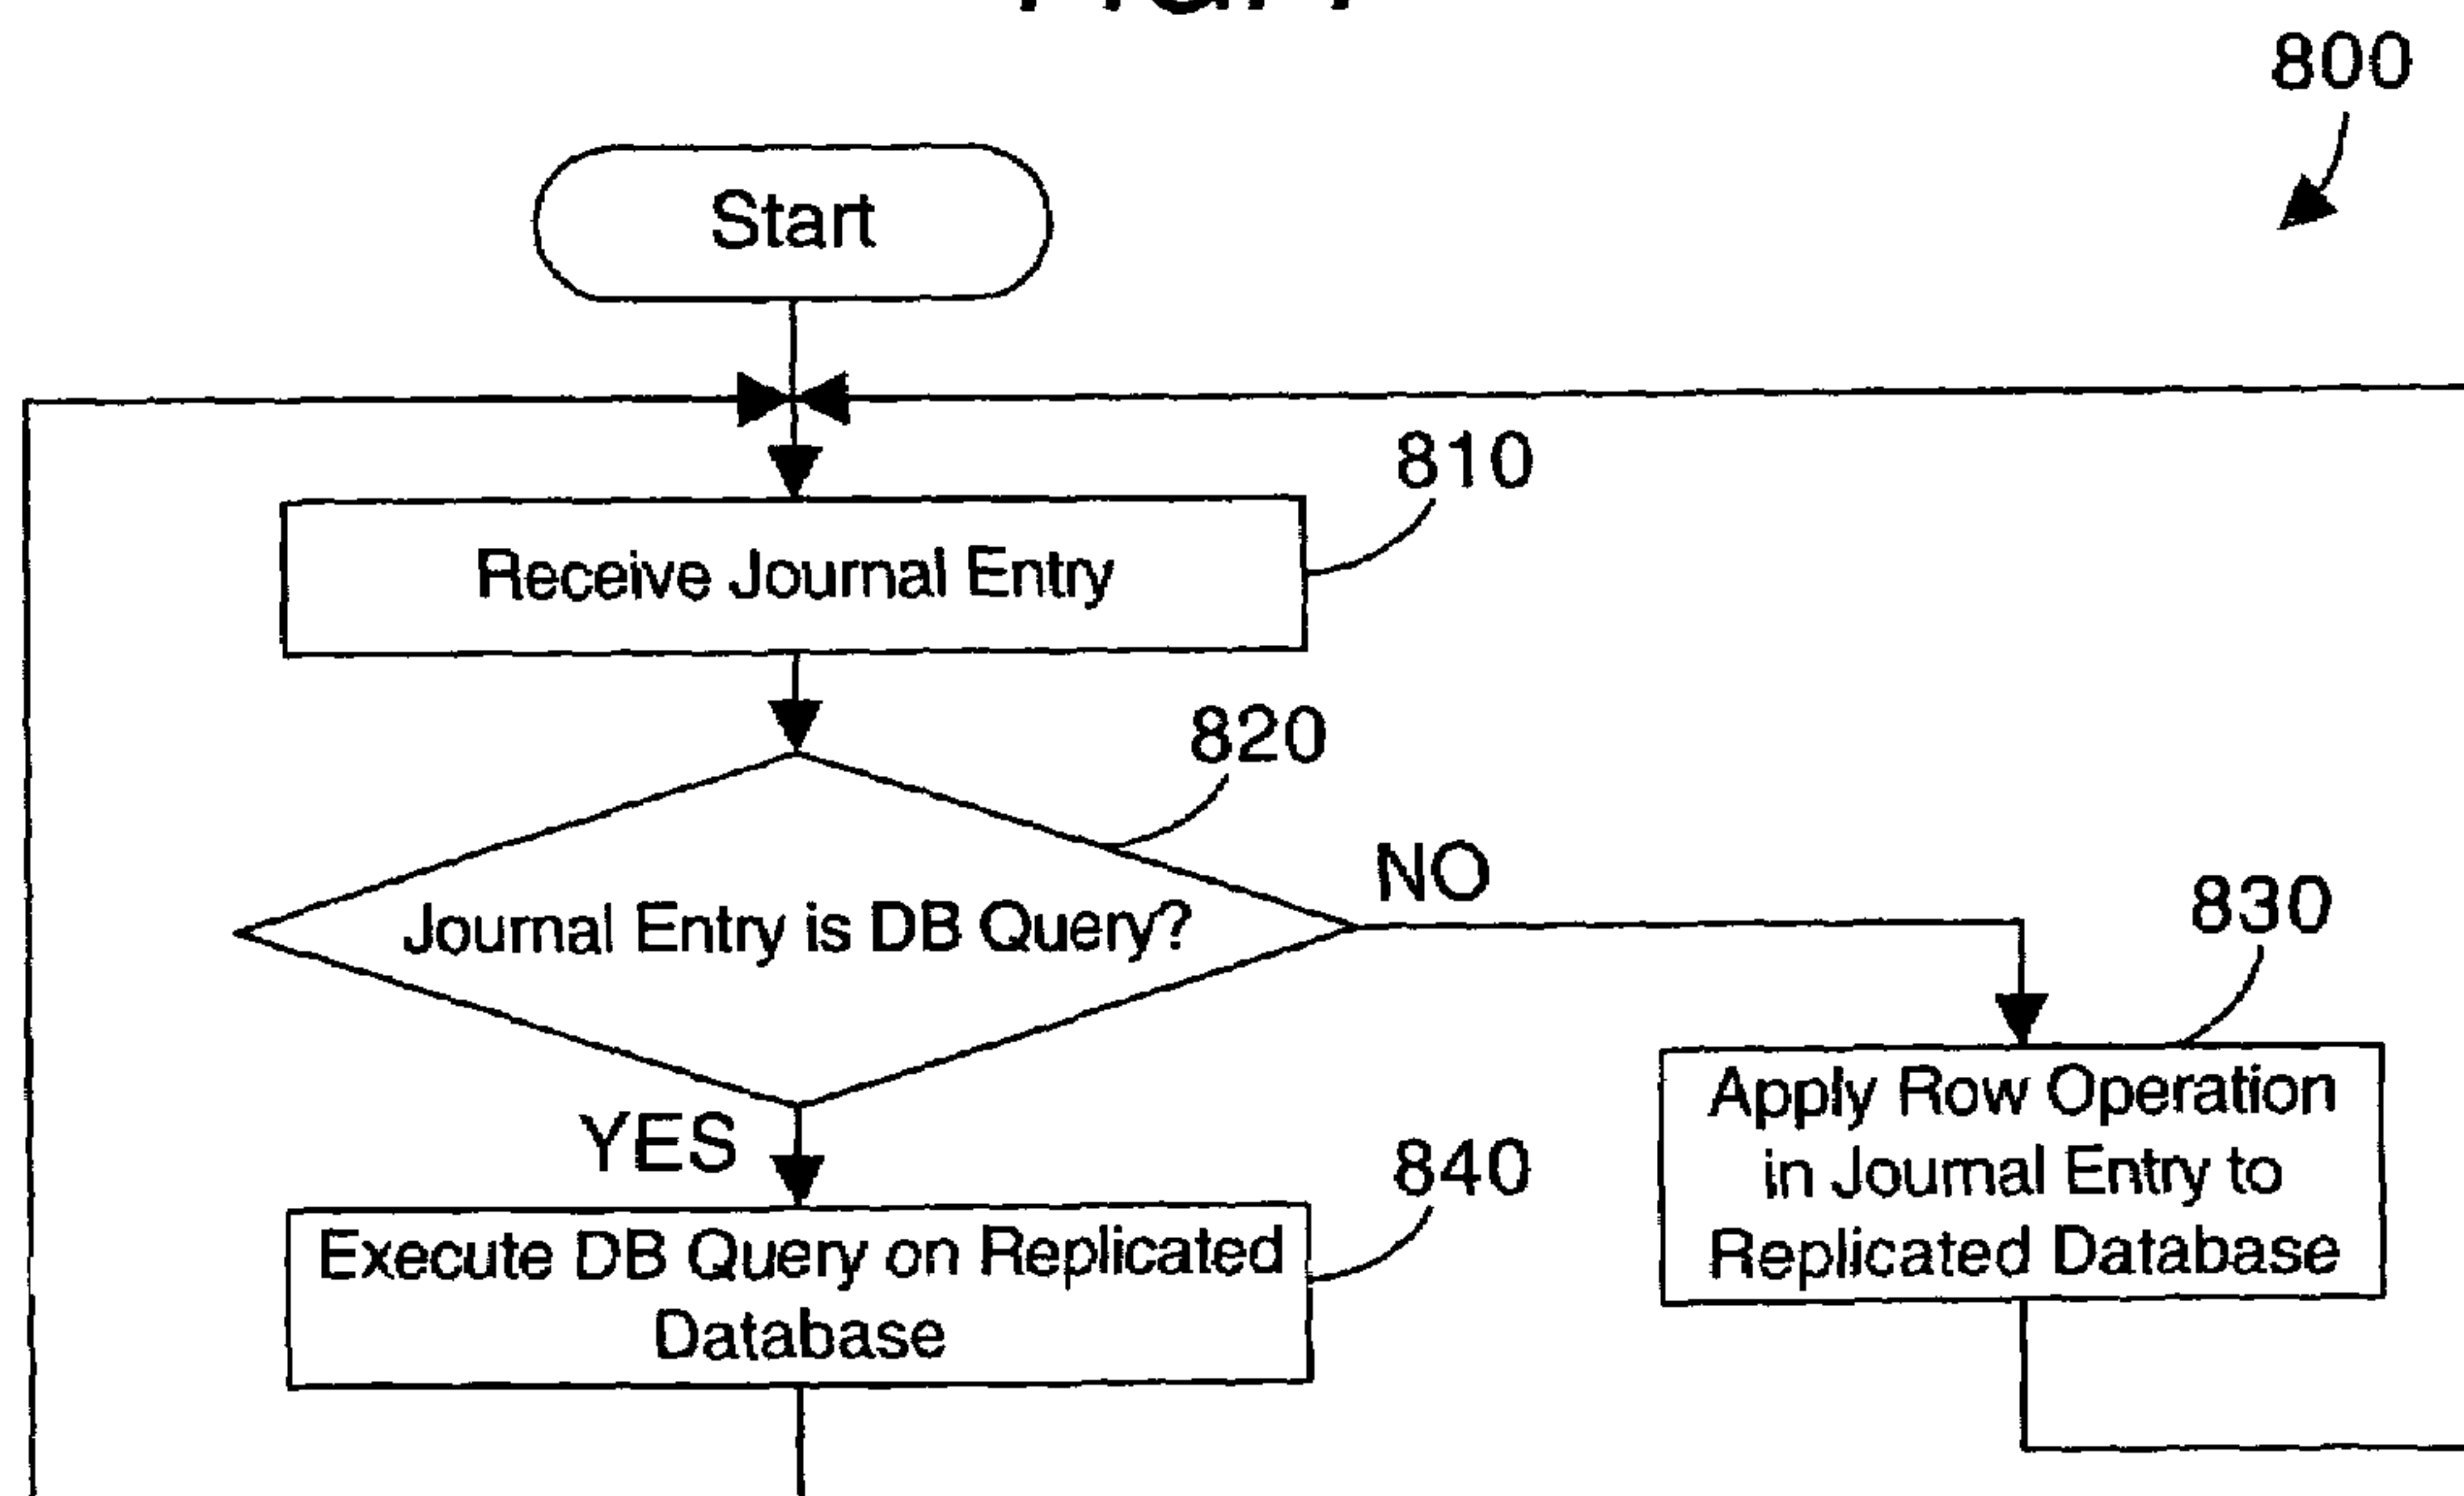 800
Start
810
Receive Journal Entry
820
Journal Entry is DB Query?
NO
830
Apply Row Operation
in Journal Entry to
Replicated Database
YES
840
Execute DB Query on Replicated
Database